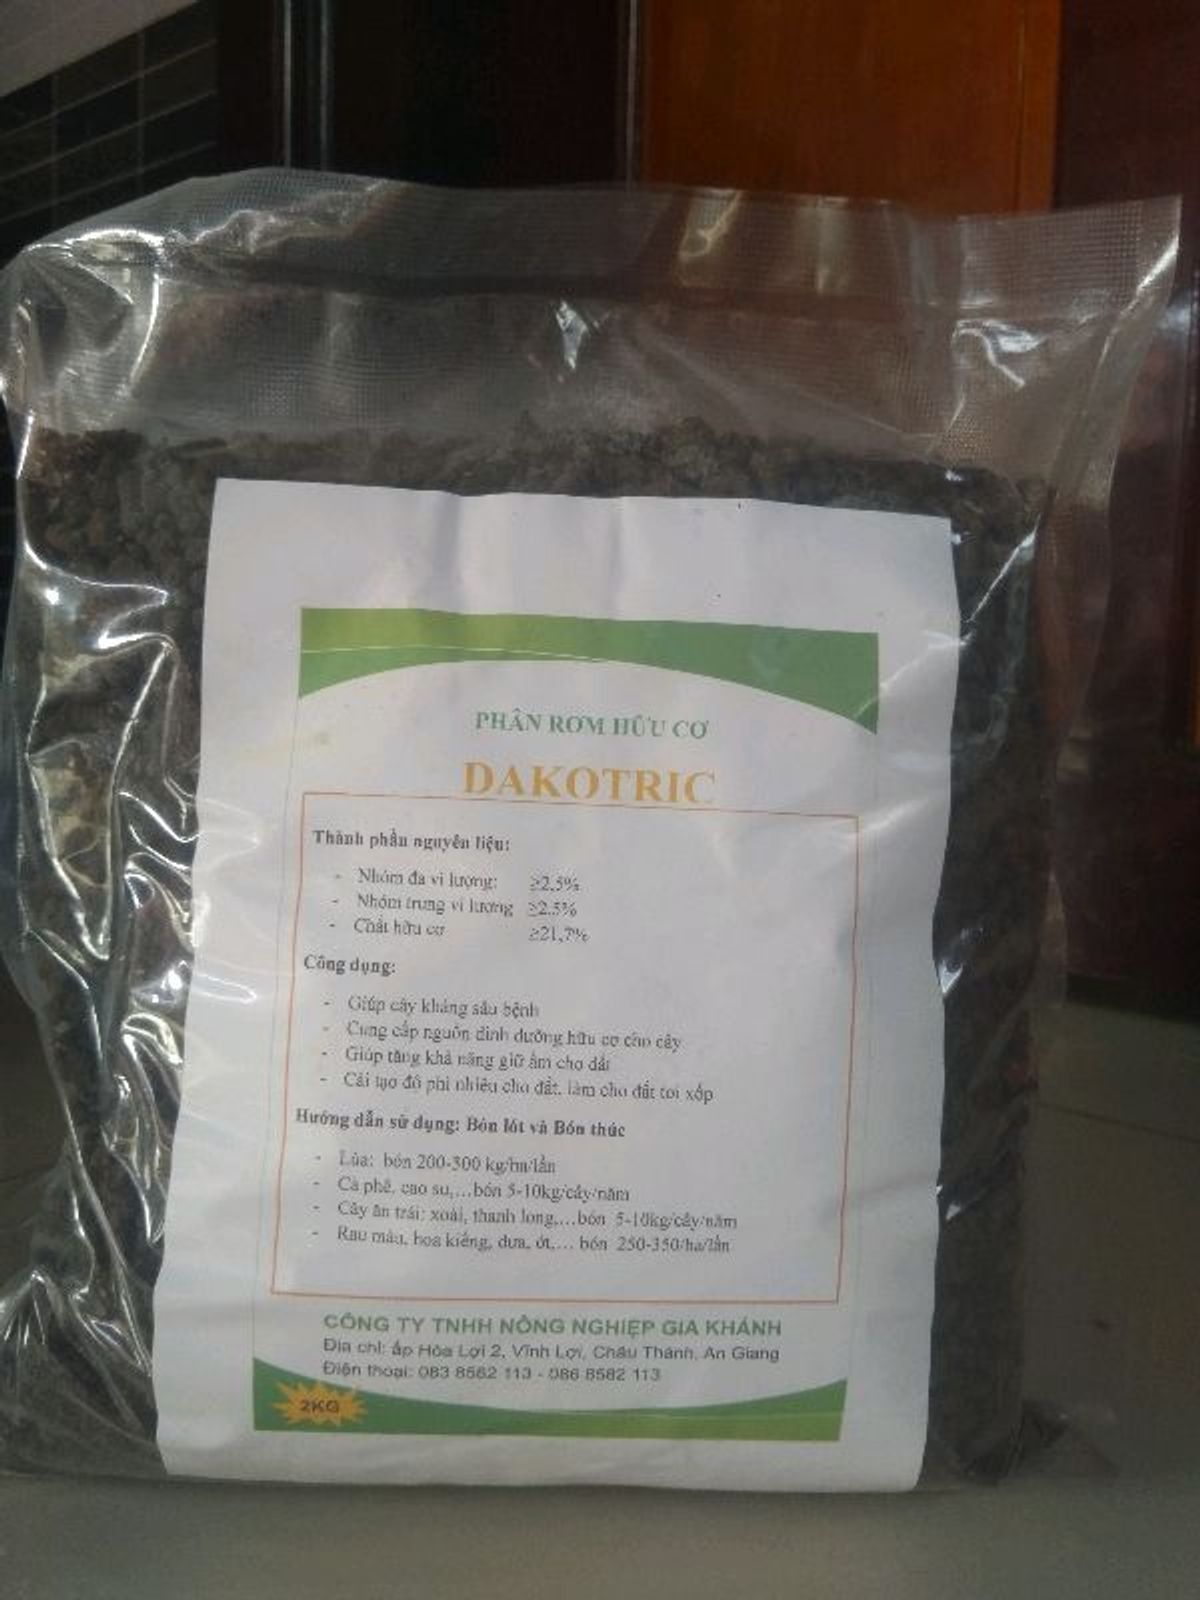 PHÂN RƠM HỮU CƠ
DAKOTRIC
Thành phần nguyên liệu:
- Nhóm đa vi lượng: ≥2,5%
- Nhóm trung vi lượng ≥2.5%
- Chất hữu cơ ≥21,7%
Công dụng:
- Giúp cây kháng sâu bệnh
- Cung cấp nguồn dinh dưỡng hữu cơ cho cây
- Giúp tăng khả năng giữ ẩm cho đất
- Cải tạo độ phì nhiêu cho đất, làm cho đất tơi xốp
Hướng dẫn sử dụng: Bón lót và Bón thúc
- Lúa: bón 200-300 kg/ha/lần
- Cà phê, cao su,...bón 5-10kg/cây/năm
- Cây ăn trái: xoài, thanh long,...bón 5-10kg/cây/năm
- Rau màu, hoa kiểng, dưa, ớt,... bón 250-350/ha/lần
CÔNG TY TNHH NÔNG NGHIỆP GIA KHÁNH
Địa chỉ: ấp Hòa Lợi 2, Vĩnh Lợi, Châu Thành, An Giang
Điện thoại: 083 8582 113 - 086 8582 113
2KG